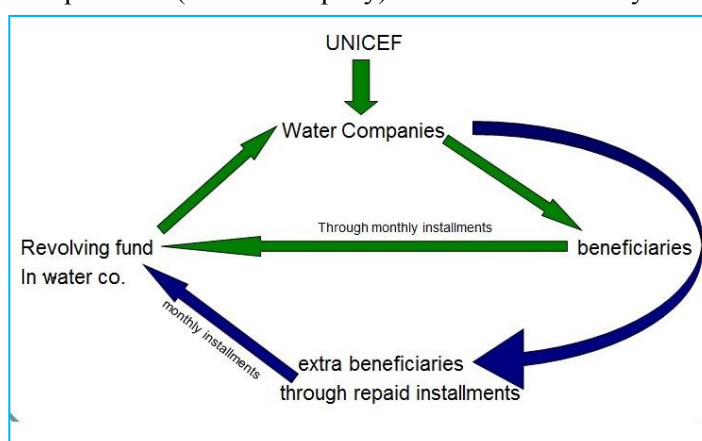 UNICEF
Water Companies
Through monthly installments
Revolving fund
In water co.
beneficiaries
monthly installments
extra beneficiaries
through repaid installments